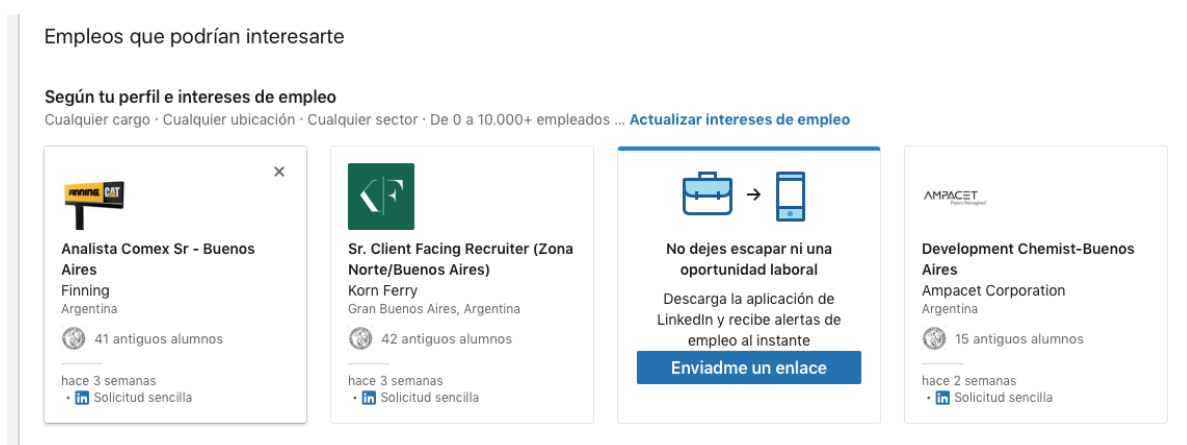 Empleos que podrían interesarte
Según tu perfil e intereses de empleo
Cualquier cargo · Cualquier ubicación · Cualquier sector · De 0 a 10.000+ empleados ... Actualizar intereses de empleo
FINNING CAT
Analista Comex Sr - Buenos
Aires
Finning
Argentina
41 antiguos alumnos
hace 3 semanas
• in Solicitud sencilla
K F
Sr. Client Facing Recruiter (Zona
Norte/Buenos Aires)
Korn Ferry
Gran Buenos Aires, Argentina
42 antiguos alumnos
hace 3 semanas
• in Solicitud sencilla
No dejes escapar ni una
oportunidad laboral
Descarga la aplicación de
LinkedIn y recibe alertas de
empleo al instante
Enviadme un enlace
AMPACET
Development Chemist-Buenos
Aires
Ampacet Corporation
Argentina
15 antiguos alumnos
hace 2 semanas
• in Solicitud sencilla